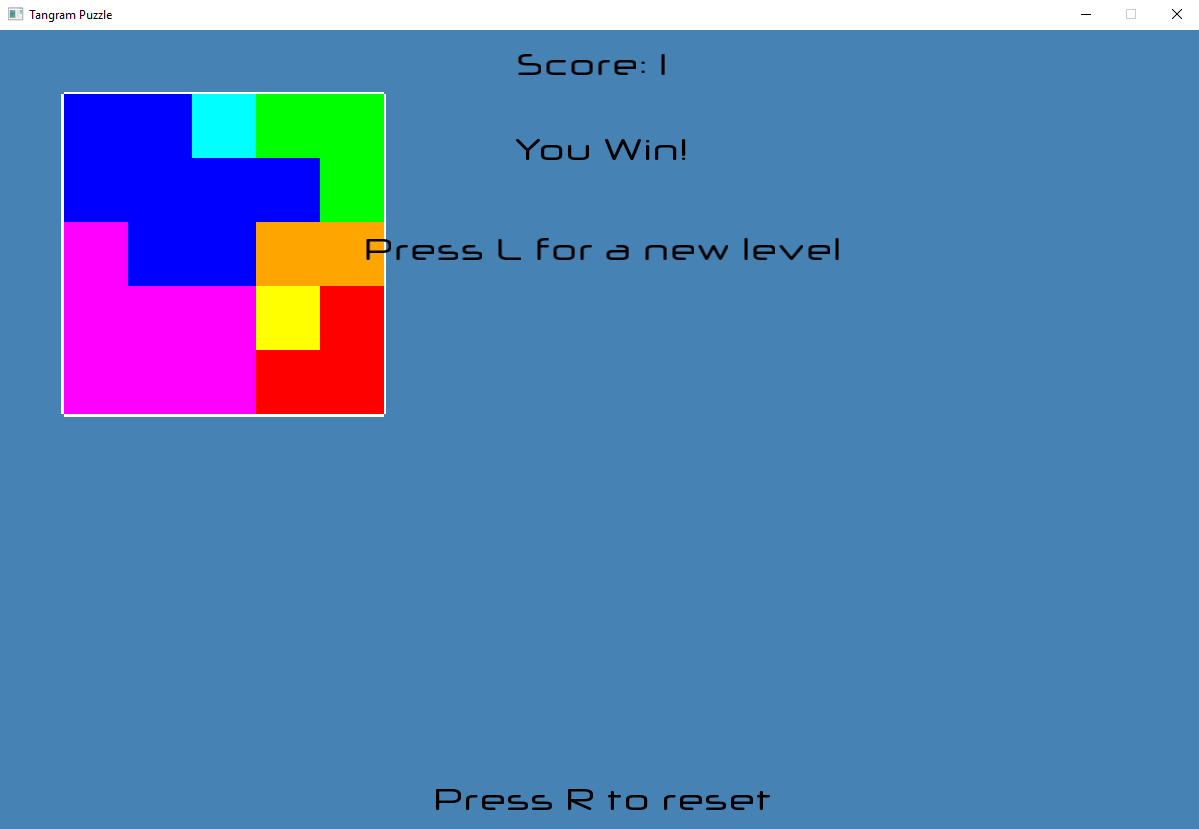 Tangram Puzzle
Score: 1
You Win!
Press L for a new level
Press R to reset